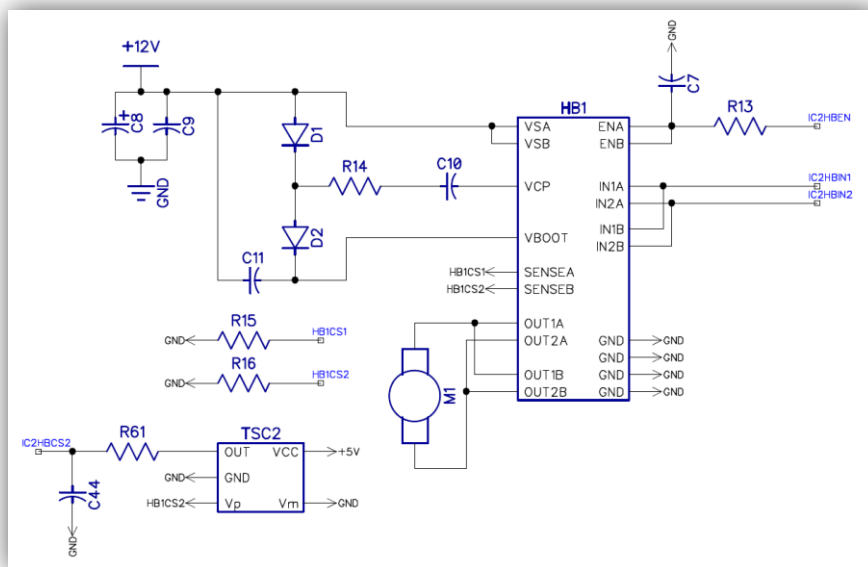 +12V
C8
C9
GND
D1
D2
R14
C10
C11
HB1
VSA
VSB
VCP
VBOOT
SENSEA
SENSEB
OUT1A
OUT2A
OUT1B
OUT2B
ENA
ENB
IN1A
IN2A
IN1B
IN2B
GND
GND
GND
GND
GND
GND
GND
GND
GND
C7
R13
IC2HBEN
IC2HBIN1
IC2HBIN2
HB1CS1
HB1CS2
M1
GND
R15
HB1CS1
GND
R16
HB1CS2
IC2HBCS2
R61
C44
GND
TSC2
OUT
VCC
+5V
GND
GND
HB1CS2
Vp
Vm
GND